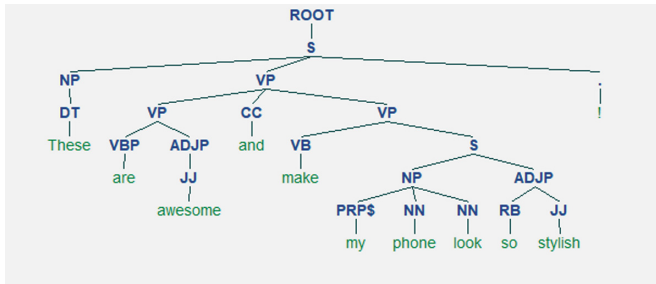 ROOT
S
NP VP .
DT VP CC VP !
These VBP ADJP and VB S
are JJ make NP ADJP
awesome PRP$ NN NN RB JJ
my phone look so stylish